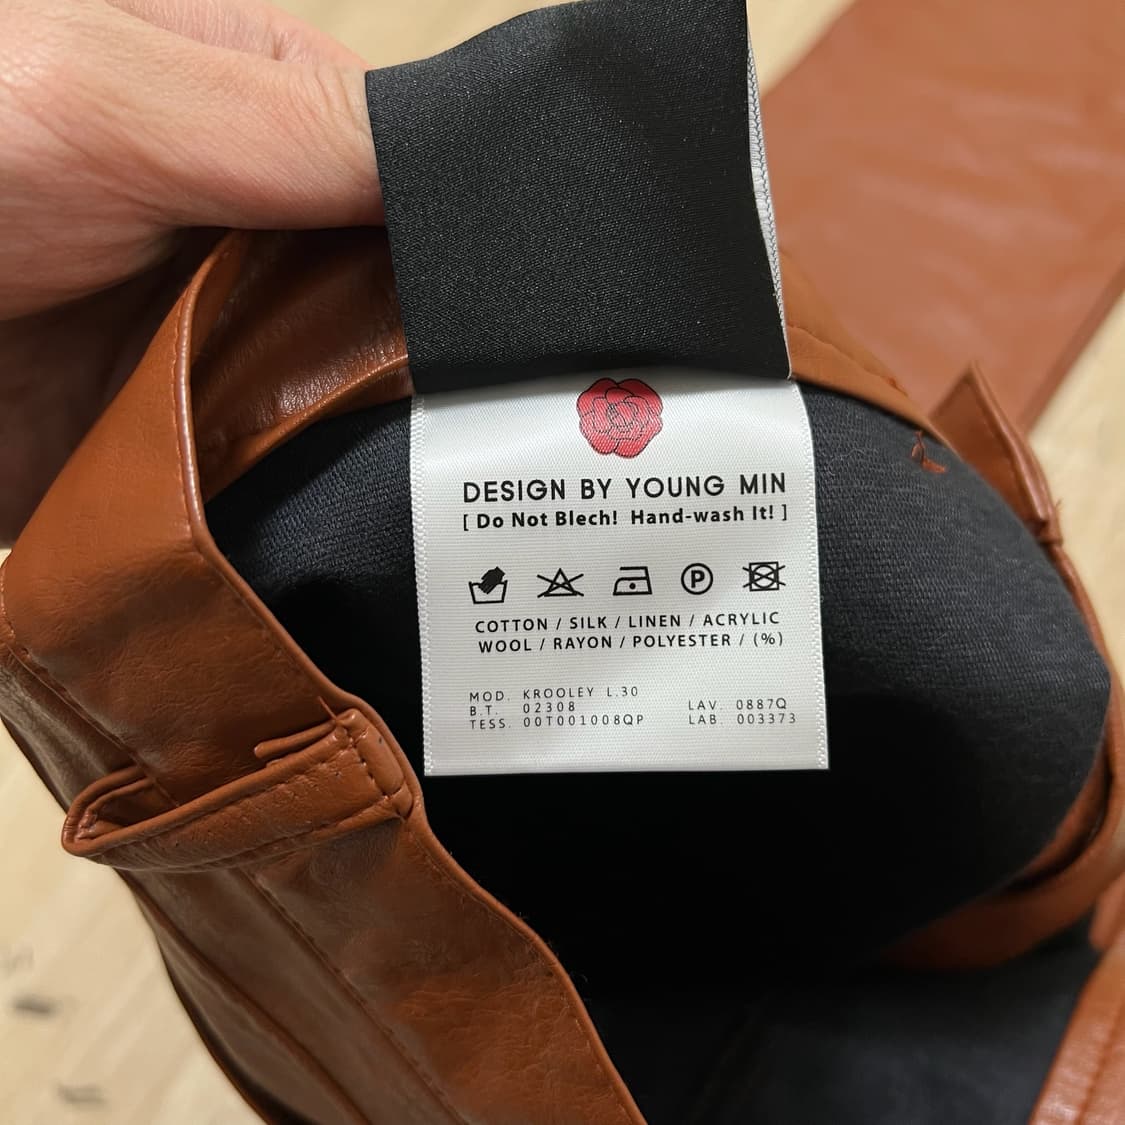 DESIGN BY YOUNG MIN
[ Do Not Blech! Hand-wash It! ]
P
COTTON / SILK / LINEN / ACRYLIC
WOOL / RAYON / POLYESTER / (%)
MOD. KROOLEY L.30
B.T. 02308 LAV. 0887Q
TESS. 00T001008QP LAB. 003373